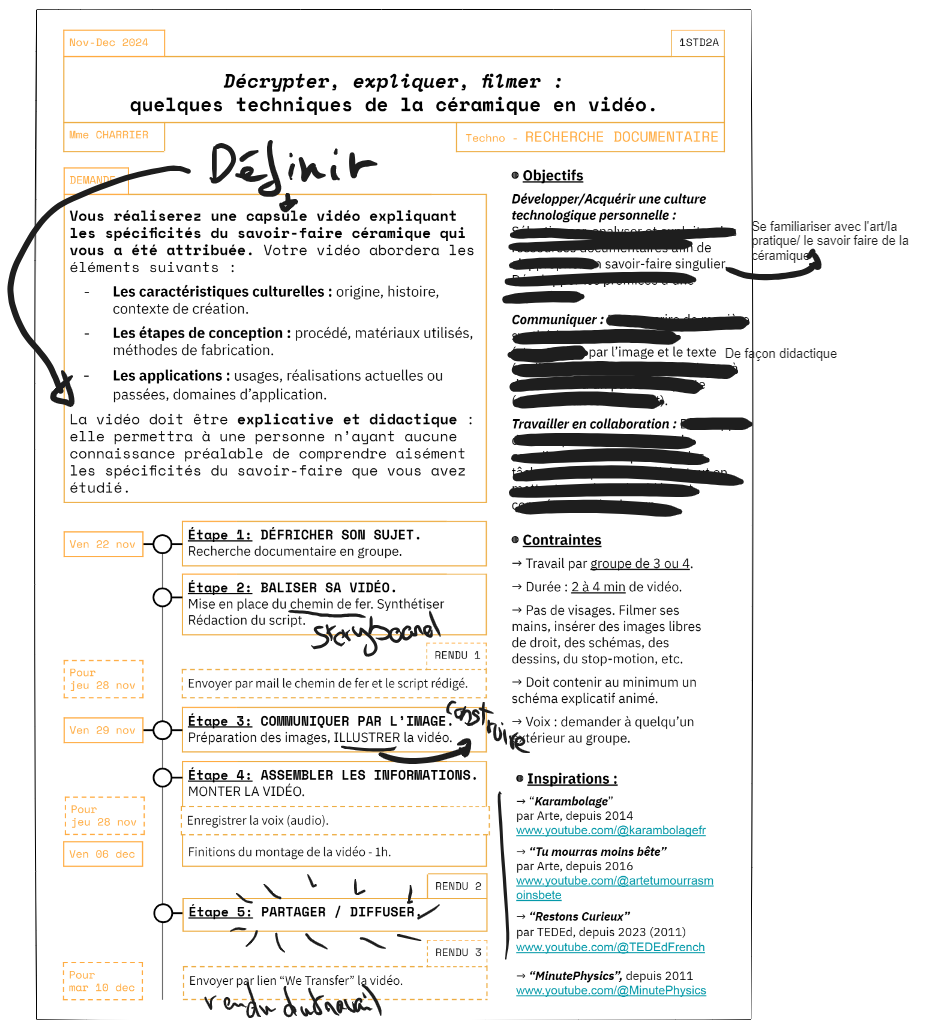 Nov-Dec 2024
1STD2A
Décrypter, expliquer, filmer :
quelques techniques de la céramique en vidéo.
Mme CHARRIER
Techno - RECHERCHE DOCUMENTAIRE
Définir
DEMANDE
Vous réaliserez une capsule vidéo expliquant
les spécificités du savoir-faire céramique qui
vous a été attribuée. Votre vidéo abordera les
éléments suivants :
- Les caractéristiques culturelles : origine, histoire,
contexte de création.
- Les étapes de conception : procédé, matériaux utilisés,
méthodes de fabrication.
- Les applications : usages, réalisations actuelles ou
passées, domaines d'application.
La vidéo doit être explicative et didactique :
elle permettra à une personne n'ayant aucune
connaissance préalable de comprendre aisément
les spécificités du savoir-faire que vous avez
étudié.
Ven 22 nov
Étape 1: DÉFRICHER SON SUJET.
Recherche documentaire en groupe.
Étape 2: BALISER SA VIDÉO.
Mise en place du chemin de fer. Synthétiser
Rédaction du script.
storyboard
RENDU 1
Pour
jeu 28 nov
Envoyer par mail le chemin de fer et le script rédigé.
Ven 29 nov
Étape 3: COMMUNIQUER PAR L'IMAGE.
Préparation des images, ILLUSTRER la vidéo.
construire
Étape 4: ASSEMBLER LES INFORMATIONS.
MONTER LA VIDÉO.
Pour
jeu 28 nov
Enregistrer la voix (audio).
Ven 06 dec
Finitions du montage de la vidéo - 1h.
RENDU 2
Étape 5: PARTAGER / DIFFUSER.
RENDU 3
Pour
mar 10 dec
Envoyer par lien “We Transfer” la vidéo.
rendu du travail
Objectifs
Développer/Acquérir une culture
technologique personnelle :
de
savoir-faire singulier
Se familiariser avec l'art/la
pratique/ le savoir faire de la
céramique
Communiquer :
par l'image et le texte
De façon didactique
Travailler en collaboration :
Contraintes
→ Travail par groupe de 3 ou 4.
→ Durée : 2 à 4 min de vidéo.
→ Pas de visages. Filmer ses
mains, insérer des images libres
de droit, des schémas, des
dessins, du stop-motion, etc.
→ Doit contenir au minimum un
schéma explicatif animé.
→ Voix : demander à quelqu'un
extérieur au groupe.
Inspirations :
→ “Karambolage”
par Arte, depuis 2014
www.youtube.com/@karambolagefr
→ “Tu mourras moins bête”
par Arte, depuis 2016
www.youtube.com/@artetumourrasm
oinsbete
→ “Restons Curieux”
par TEDEd, depuis 2023 (2011)
www.youtube.com/@TEDEdFrench
→ “MinutePhysics”, depuis 2011
www.youtube.com/@MinutePhysics